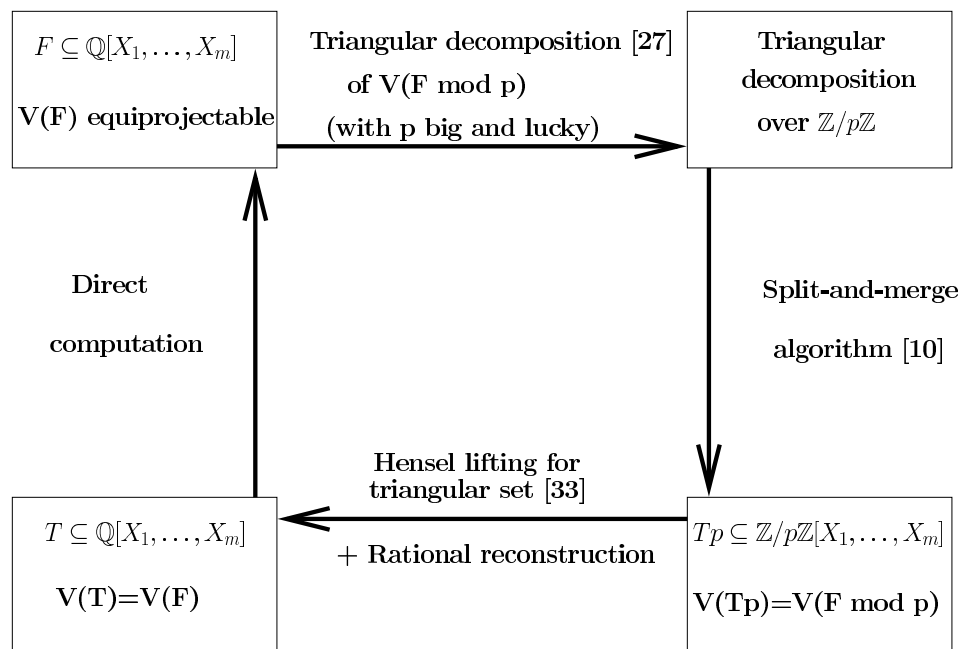 F ⊆ ℚ[X₁, . . . , Xₘ]
V(F) equiprojectable
Triangular decomposition [27]
of V(F mod p)
(with p big and lucky)
Triangular
decomposition
over ℤ/pℤ
Direct
computation
Split-and-merge
algorithm [10]
Hensel lifting for
triangular set [33]
+ Rational reconstruction
T ⊆ ℚ[X₁, . . . , Xₘ]
V(T)=V(F)
Tp ⊆ ℤ/pℤ[X₁, . . . , Xₘ]
V(Tp)=V(F mod p)